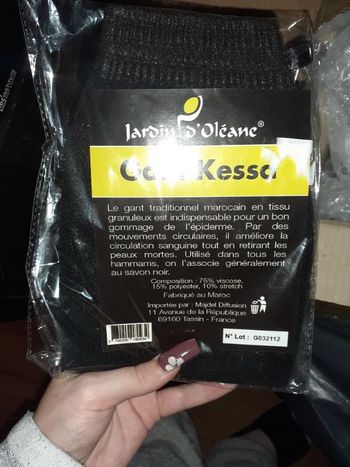 Jardin d'Oléane®
Kessa
Le gant traditionnel marocain en tissu
granuleux est indispensable pour un bon
gommage de l'épiderme. Par des
mouvements circulaires, il améliore la
circulation sanguine tout en retirant les
peaux mortes. Utilisé dans tous les
hammams, on l'associe généralement
au savon noir.
Composition : 75% viscose,
15% polyester, 10% stretch
Fabriqué au Maroc
Importée par : Majdel Diffusion
11 Avenue de la République
69160 Tassin - France
N° Lot : G032112